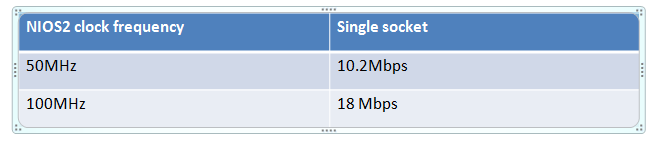 NIOS2 clock frequency Single socket
50MHz 10.2Mbps
100MHz 18 Mbps